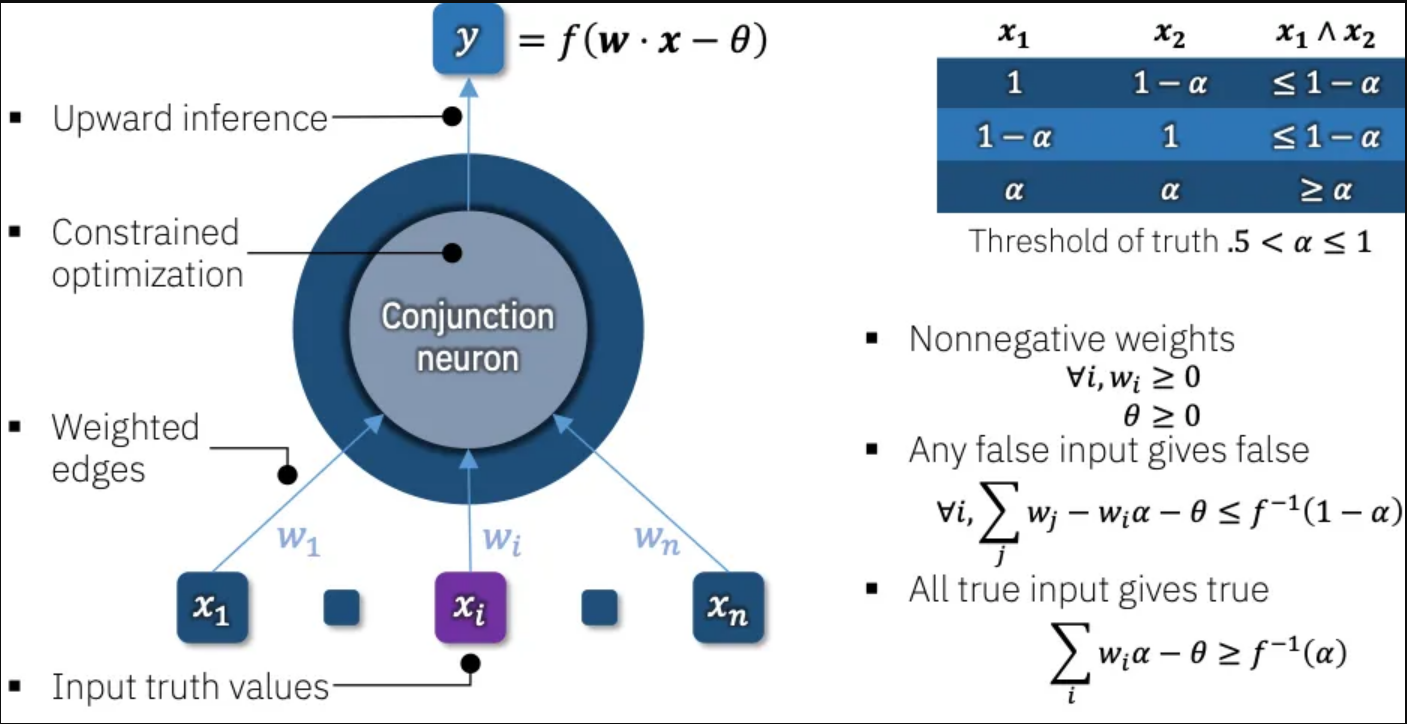 y = f(w · x − θ)
▪ Upward inference
▪ Constrained
optimization
Conjunction
neuron
▪ Weighted
edges
w₁ wᵢ wₙ
x₁ xᵢ xₙ
▪ Input truth values
x₁ x₂ x₁ ∧ x₂
1 1 − α ≤ 1 − α
1 − α 1 ≤ 1 − α
α α ≥ α
Threshold of truth .5 < α ≤ 1
▪ Nonnegative weights
∀i, wᵢ ≥ 0
θ ≥ 0
▪ Any false input gives false
∀i, ∑ⱼ wⱼ − wᵢα − θ ≤ f⁻¹(1 − α)
▪ All true input gives true
∑ᵢ wᵢα − θ ≥ f⁻¹(α)